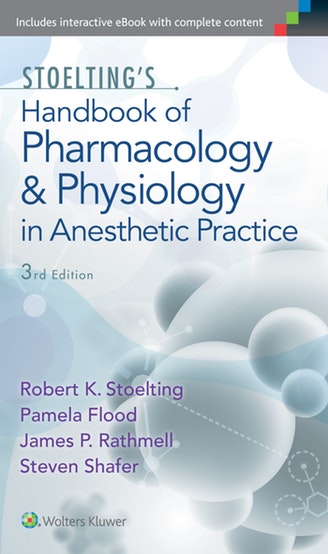 Includes interactive eBook with complete content
STOELTING'S
Handbook of
Pharmacology
& Physiology
in Anesthetic Practice
3rd Edition
Robert K. Stoelting
Pamela Flood
James P. Rathmell
Steven Shafer
Wolters Kluwer